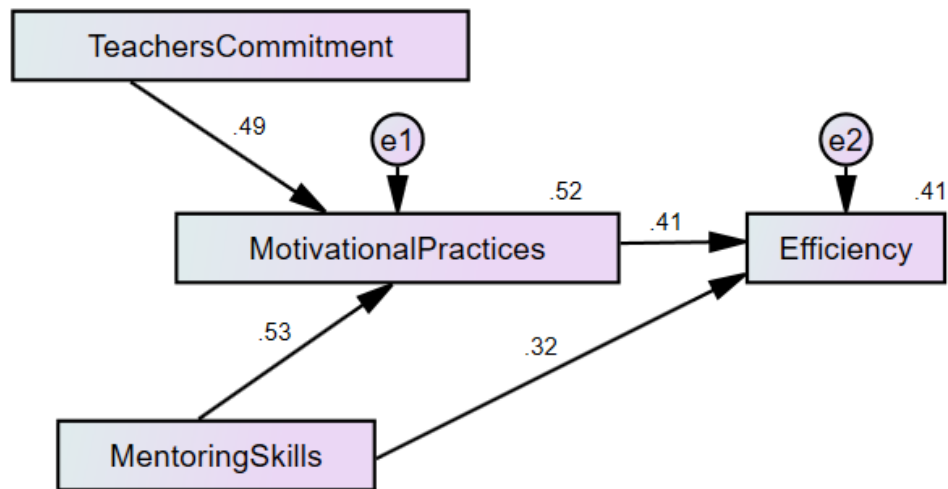 TeachersCommitment
.49
e1
e2
.52
.41
.41
MotivationalPractices
Efficiency
.53
.32
MentoringSkills